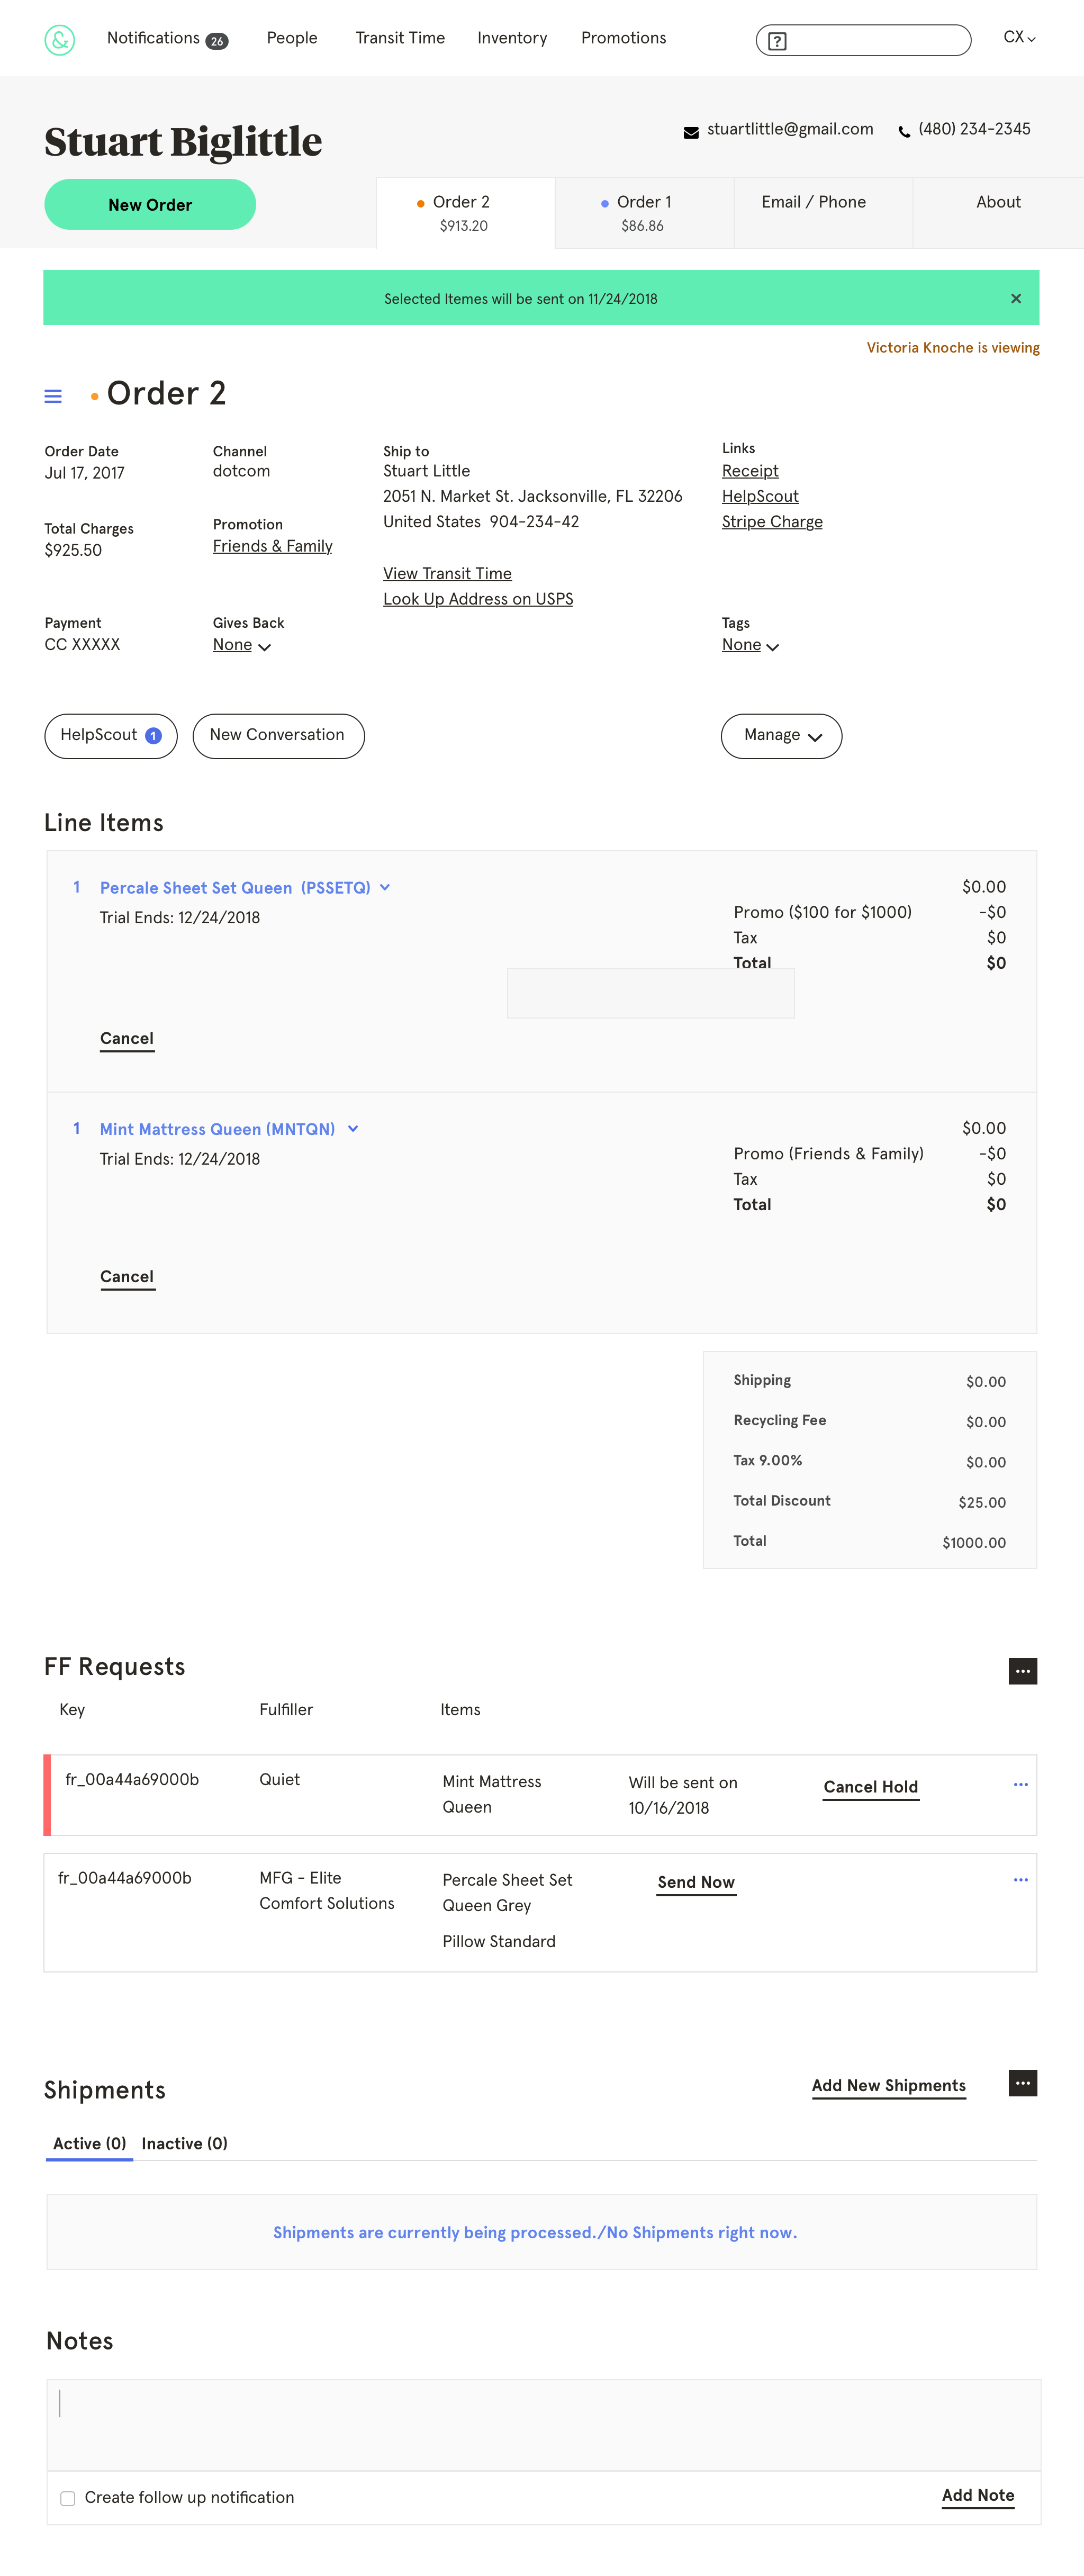 &
Notifications 26
People
Transit Time
Inventory
Promotions
?
CX
Stuart Biglittle
stuartlittle@gmail.com
(480) 234-2345
New Order
Order 2
$913.20
Order 1
$86.86
Email / Phone
About
Selected Itemes will be sent on 11/24/2018
Victoria Knoche is viewing
Order 2
Order Date
Jul 17, 2017
Channel
dotcom
Ship to
Stuart Little
2051 N. Market St. Jacksonville, FL 32206
United States 904-234-42
Links
Receipt
HelpScout
Stripe Charge
Total Charges
$925.50
Promotion
Friends & Family
View Transit Time
Look Up Address on USPS
Payment
CC XXXXX
Gives Back
None
Tags
None
HelpScout 1
New Conversation
Manage
Line Items
1 Percale Sheet Set Queen (PSSETQ)
Trial Ends: 12/24/2018
$0.00
Promo ($100 for $1000) -$0
Tax $0
Total $0
Cancel
1 Mint Mattress Queen (MNTQN)
Trial Ends: 12/24/2018
$0.00
Promo (Friends & Family) -$0
Tax $0
Total $0
Cancel
Shipping $0.00
Recycling Fee $0.00
Tax 9.00% $0.00
Total Discount $25.00
Total $1000.00
FF Requests
Key
Fulfiller
Items
fr_00a44a69000b
Quiet
Mint Mattress
Queen
Will be sent on
10/16/2018
Cancel Hold
fr_00a44a69000b
MFG - Elite
Comfort Solutions
Percale Sheet Set
Queen Grey
Pillow Standard
Send Now
Shipments
Add New Shipments
Active (0)
Inactive (0)
Shipments are currently being processed./No Shipments right now.
Notes
Create follow up notification
Add Note